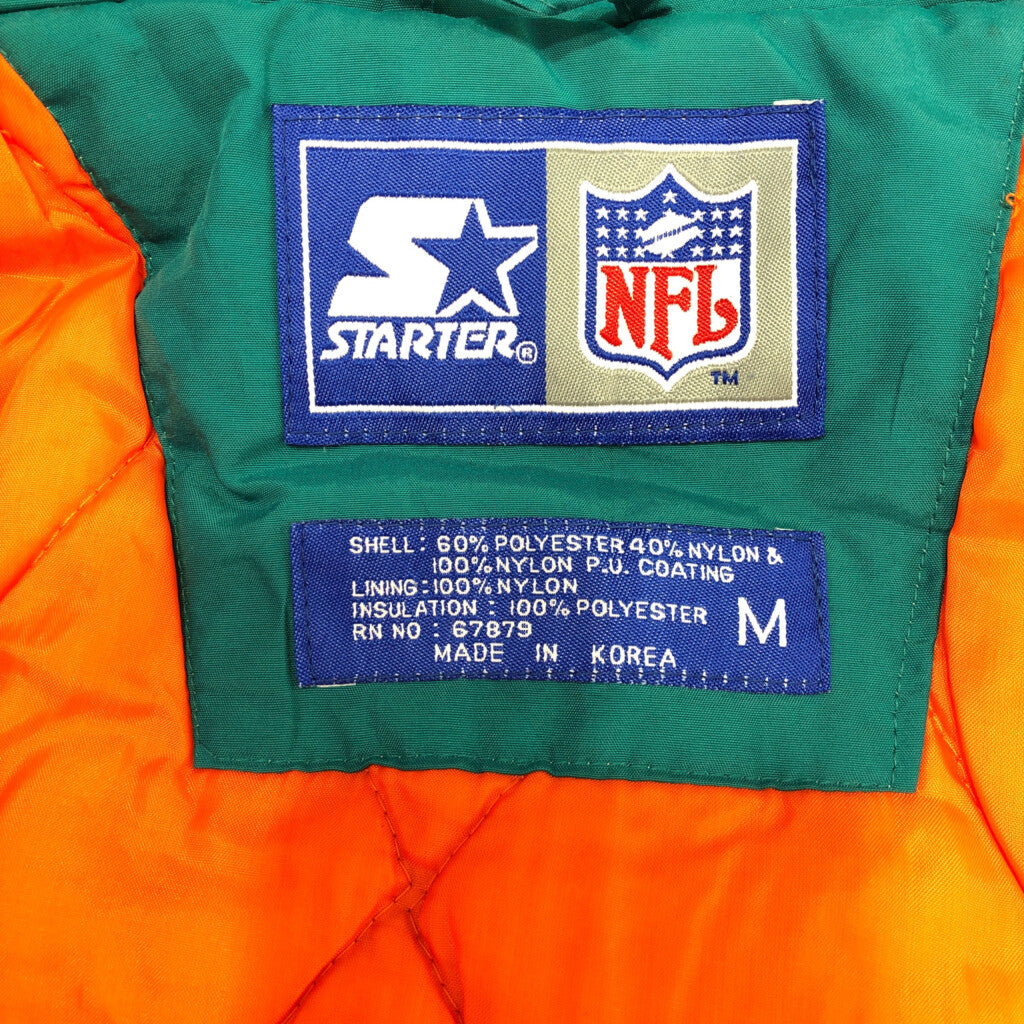 STARTER®
NFL
TM
SHELL: 60% POLYESTER 40% NYLON &
100% NYLON P.U. COATING
LINING: 100% NYLON
INSULATION : 100% POLYESTER
RN NO : 67879
M
MADE IN KOREA